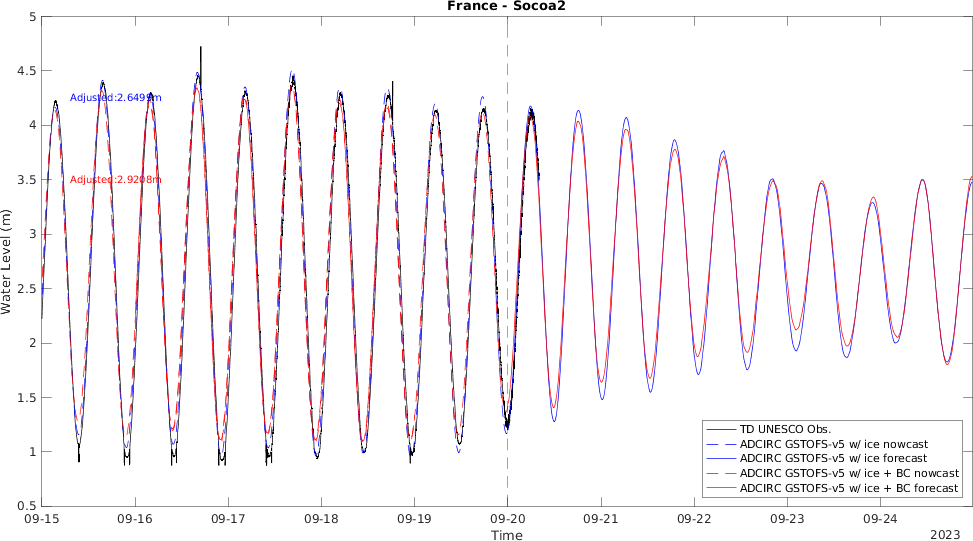 France - Socoa2
5
4.5
4
3.5
3
2.5
2
1.5
1
0.5
Water Level (m)
Adjusted:2.6499m
Adjusted:2.9208m
TD UNESCO Obs.
ADCIRC GSTOFS-v5 w/ ice nowcast
ADCIRC GSTOFS-v5 w/ ice forecast
ADCIRC GSTOFS-v5 w/ ice + BC nowcast
ADCIRC GSTOFS-v5 w/ ice + BC forecast
09-15 09-16 09-17 09-18 09-19 09-20 09-21 09-22 09-23 09-24
Time
2023